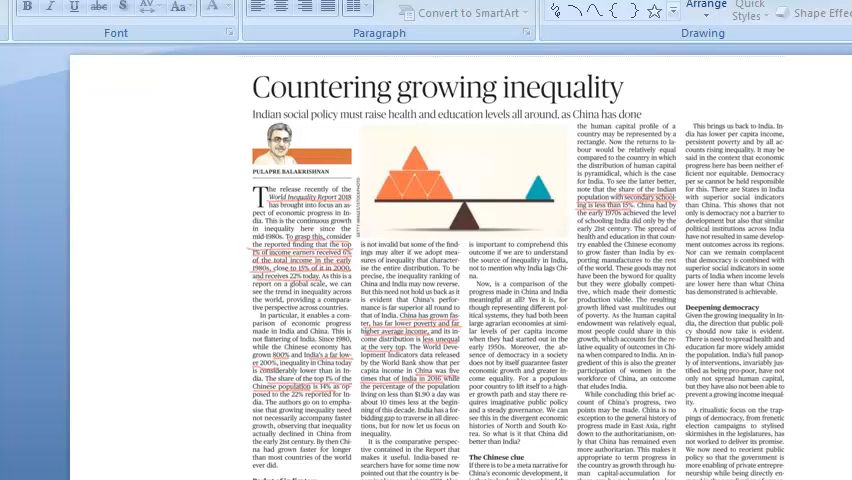 B I U S abc AV Aa A
Convert to SmartArt
Arrange
Quick
Styles
Shape Effec
Font
Paragraph
Drawing
Countering growing inequality
Indian social policy must raise health and education levels all around, as China has done
PULAPRE BALAKRISHNAN
The release recently of the
World Inequality Report 2018
has brought into focus an as-
pect of economic progress in In-
dia. This is the continued growth
in inequality here since the
mid-1980s. To grasp this, consider
the reported finding that the top
1% of income earners received 6%
of the total income in the early
1980s, close to 15% of it in 2000,
and receives 22% today. As this is a
report on a global scale, we can
see the trend in inequality across
the world, providing a compara-
tive perspective across countries.
In particular, it enables a com-
parison of economic progress
made in India and China. This is
not flattering of India. Since 1980,
while the Chinese economy has
grown 800% and India's a far low-
er 200%, inequality in China today
is considerably lower than in In-
dia. The share of the top 1% of the
Chinese population is 14% as op-
posed to the 22% reported for India.
The authors go on to empha-
sise that growing inequality need
not necessarily accompany faster
growth, observing that inequality
actually declined in China from
the early 21st century. By then Chi-
na had grown faster for longer
than most countries of the world
ever did.
GETTY IMAGES/ISTOCKPHOTO
is not invalid but some of the find-
ings may alter if we adopt mea-
sures of inequality that character-
ise the entire distribution. To be
precise, the inequality ranking of
China and India may now reverse.
But this need not hold us back as it
is evident that China's perfor-
mance is far superior all round to
that of India. China has grown fas-
ter, has far lower poverty and far
higher average income, and its in-
come distribution is less unequal
at the very top. The World Deve-
lopment Indicators data released
by the World Bank show that per
capita income in China was five
times that of India in 2016 while
the percentage of the population
living on less than $1.90 a day was
about 10 times less at the begin-
ning of this decade. India has a for-
bidding gap to traverse in all direc-
tions, but for now let us focus on
inequality.
It is the comparative perspec-
tive contained in the Report that
makes it useful. India-based re-
searchers have for some time now
pointed out that the country is be-
is important to comprehend this
outcome if we are to understand
the source of inequality in India,
not to mention why India lags Chi-
na.
Now, is a comparison of the
progress made in China and India
meaningful at all? Yes it is, for
though representing different pol-
itical systems, they had both been
large agrarian economies at simi-
lar levels of per capita income
when they had started out in the
early 1950s. Moreover, the ab-
sence of democracy in a society
does not by itself guarantee faster
economic growth and greater in-
come equality. For a populous
poor country to lift itself to a high-
er growth path and stay there re-
quires imaginative public policy
and a steady governance. We can
see this in the divergent economic
histories of North and South Ko-
rea. So what is it that China did
better than India?
The Chinese clue
If there is to be a meta narrative for
China's economic development, it
the human capital profile of a
country may be represented by a
rectangle. Now the returns to la-
bour would be relatively equal
compared to the country in which
the distribution of human capital
is pyramidical, which is the case
for India. To see the latter better,
note that the share of the Indian
population with secondary school-
ing is less than 15%. China had by
the early 1970s achieved the level
of schooling India did only by the
early 21st century. The spread of
health and education in that coun-
try enabled the Chinese economy
to grow faster than India by ex-
porting manufactures to the rest
of the world. These goods may not
have been the byword for quality
but they were globally competi-
tive, which made their domestic
production viable. The resulting
growth lifted vast multitudes out
of poverty. As the human capital
endowment was relatively equal,
most people could share in this
growth, which accounts for the re-
lative equality of outcomes in Chi-
na when compared to India. An in-
gredient of this is also the greater
participation of women in the
workforce of China, an outcome
that eludes India.
While concluding this brief ac-
count of China's progress, two
points may be made. China is no
exception to the general history of
progress made in East Asia, right
down to the authoritarianism, on-
ly that China has remained even
more authoritarian. This makes it
appropriate to term progress in
the country as growth through hu-
man capital-accumulation for
This brings us back to India. In-
dia has lower per capita income,
persistent poverty and by all ac-
counts rising inequality. It may be
said in the context that economic
progress here has been neither ef-
ficient nor equitable. Democracy
per se cannot be held responsible
for this. There are States in India
with superior social indicators
than China. This shows that not
only is democracy not a barrier to
development but also that similar
political institutions across India
have not resulted in same develop-
ment outcomes across its regions.
Nor can we remain complacent
that democracy is combined with
superior social indicators in some
parts of India when income levels
are lower here than what China
has demonstrated is achievable.
Deepening democracy
Given the growing inequality in In-
dia, the direction that public poli-
cy should now take is evident.
There is need to spread health and
education far more widely amidst
the population. India's full panop-
ly of interventions, invariably jus-
tified as being pro-poor, have not
only not spread human capital,
but they have also not been able to
prevent a growing income inequal-
ity.
A ritualistic focus on the trap-
pings of democracy, from frenetic
election campaigns to stylised
skirmishes in the legislatures, has
not worked to deliver its promise.
We now need to reorient public
policy so that the government is
more enabling of private entrepre-
neurship while being directly en-